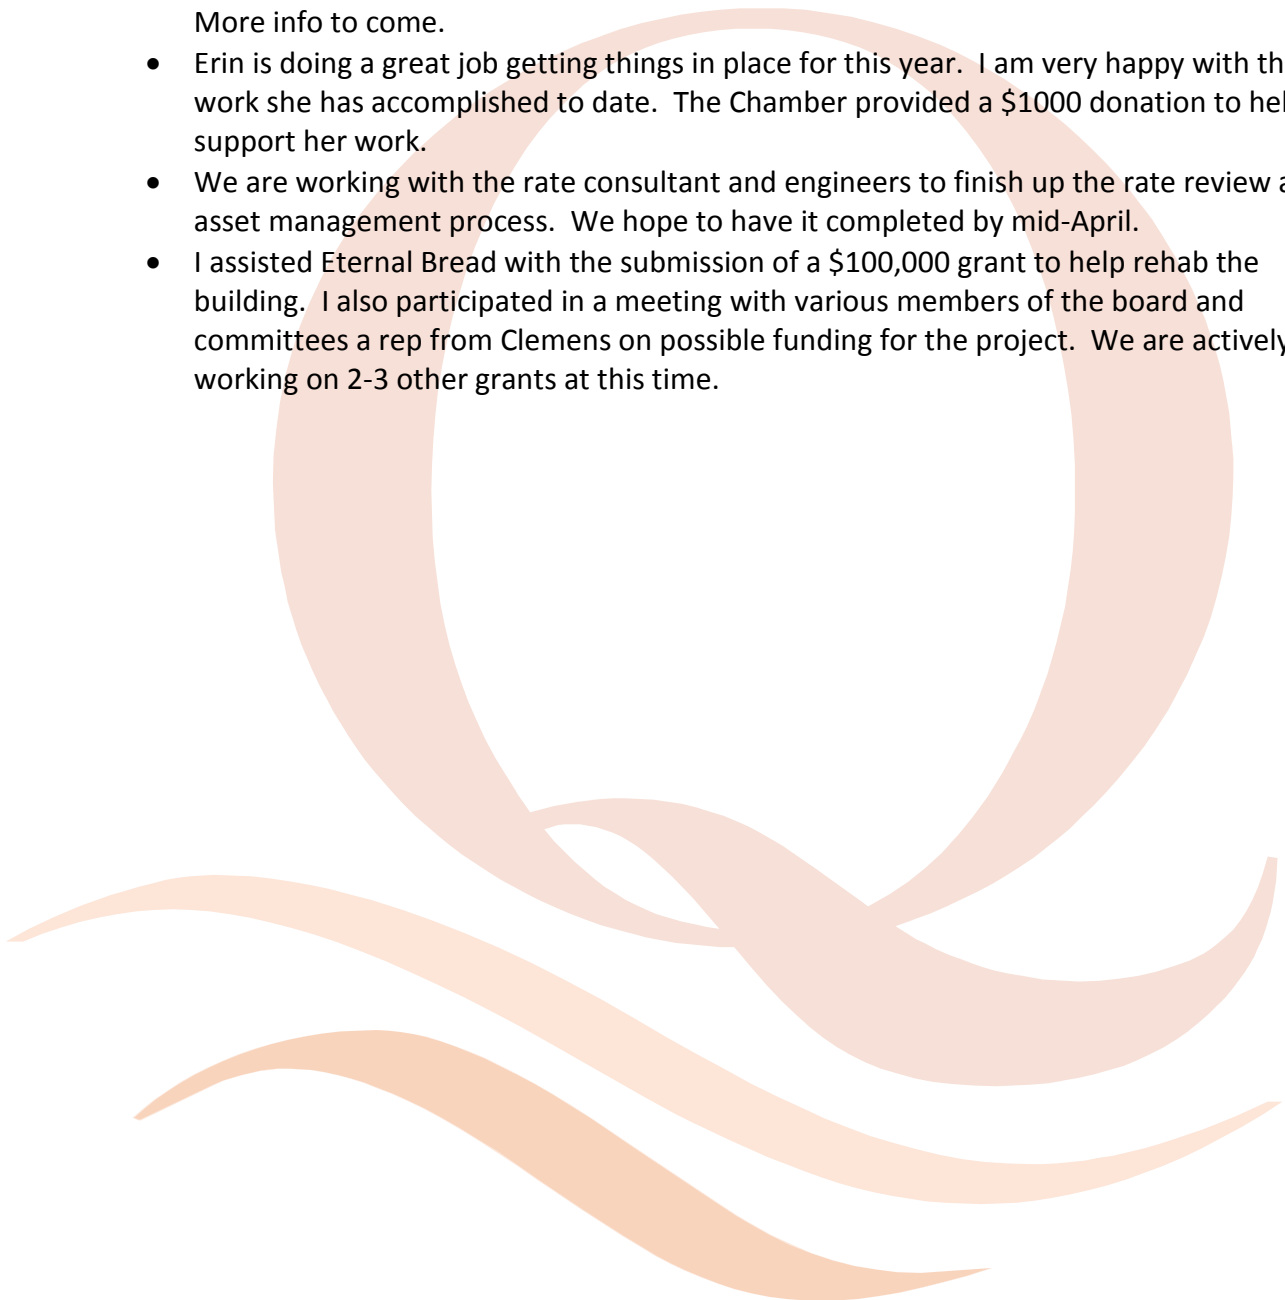 More info to come.
• Erin is doing a great job getting things in place for this year.  I am very happy with th
work she has accomplished to date.  The Chamber provided a $1000 donation to hel
support her work.
• We are working with the rate consultant and engineers to finish up the rate review a
asset management process.  We hope to have it completed by mid-April.
• I assisted Eternal Bread with the submission of a $100,000 grant to help rehab the
building.  I also participated in a meeting with various members of the board and
committees a rep from Clemens on possible funding for the project.  We are actively
working on 2-3 other grants at this time.
Q